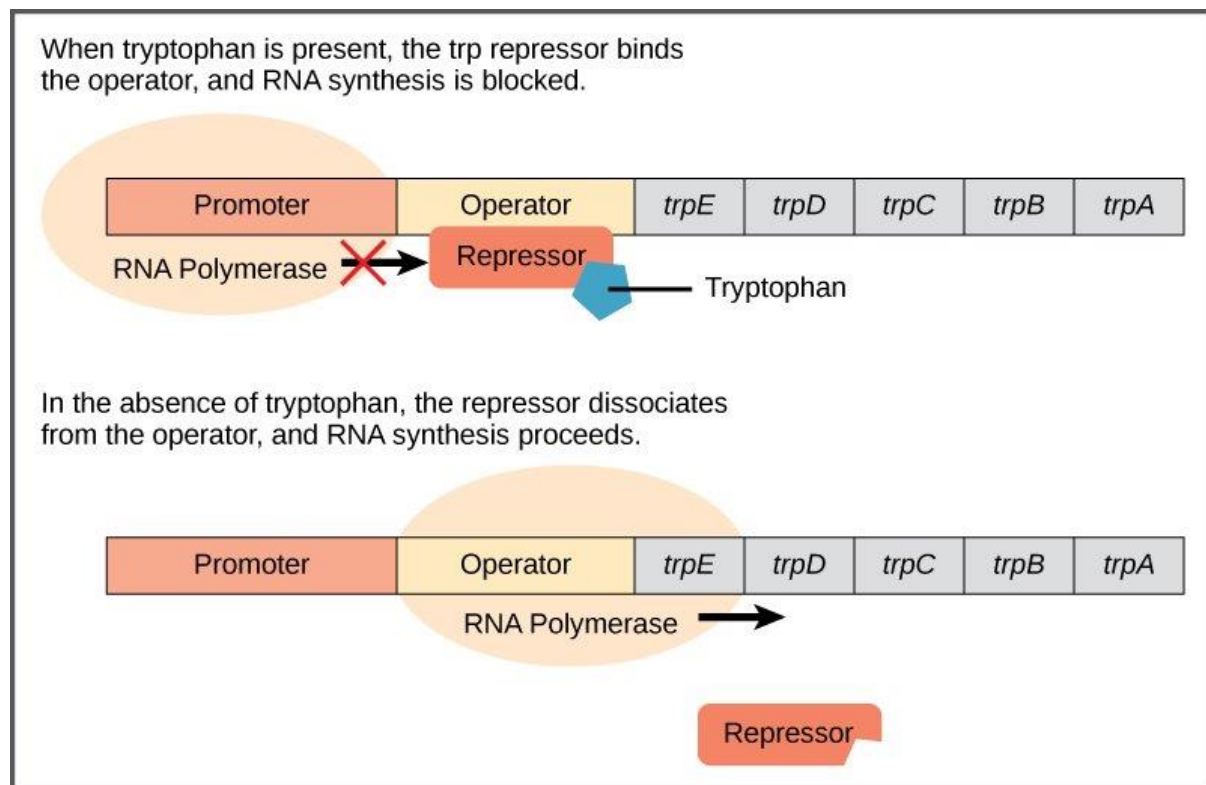 When tryptophan is present, the trp repressor binds
the operator, and RNA synthesis is blocked.
Promoter Operator trpE trpD trpC trpB trpA
RNA Polymerase Repressor
Tryptophan
In the absence of tryptophan, the repressor dissociates
from the operator, and RNA synthesis proceeds.
Promoter Operator trpE trpD trpC trpB trpA
RNA Polymerase
Repressor